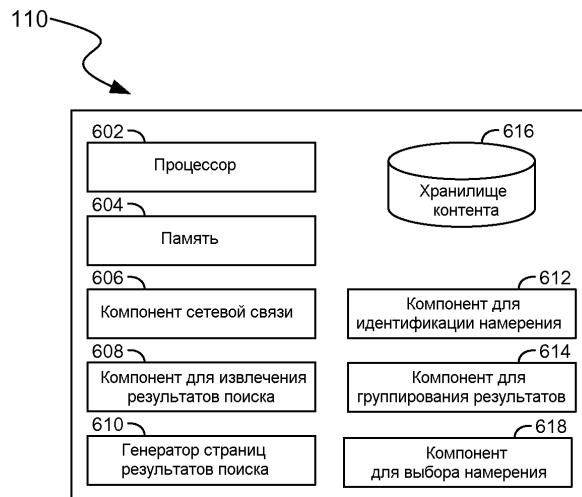 110
602
Процессор
616
Хранилище
контента
604
Память
606
Компонент сетевой связи
612
Компонент для
идентификации намерения
608
Компонент для извлечения
результатов поиска
614
Компонент для
группирования результатов
610
Генератор страниц
результатов поиска
618
Компонент
для выбора намерения